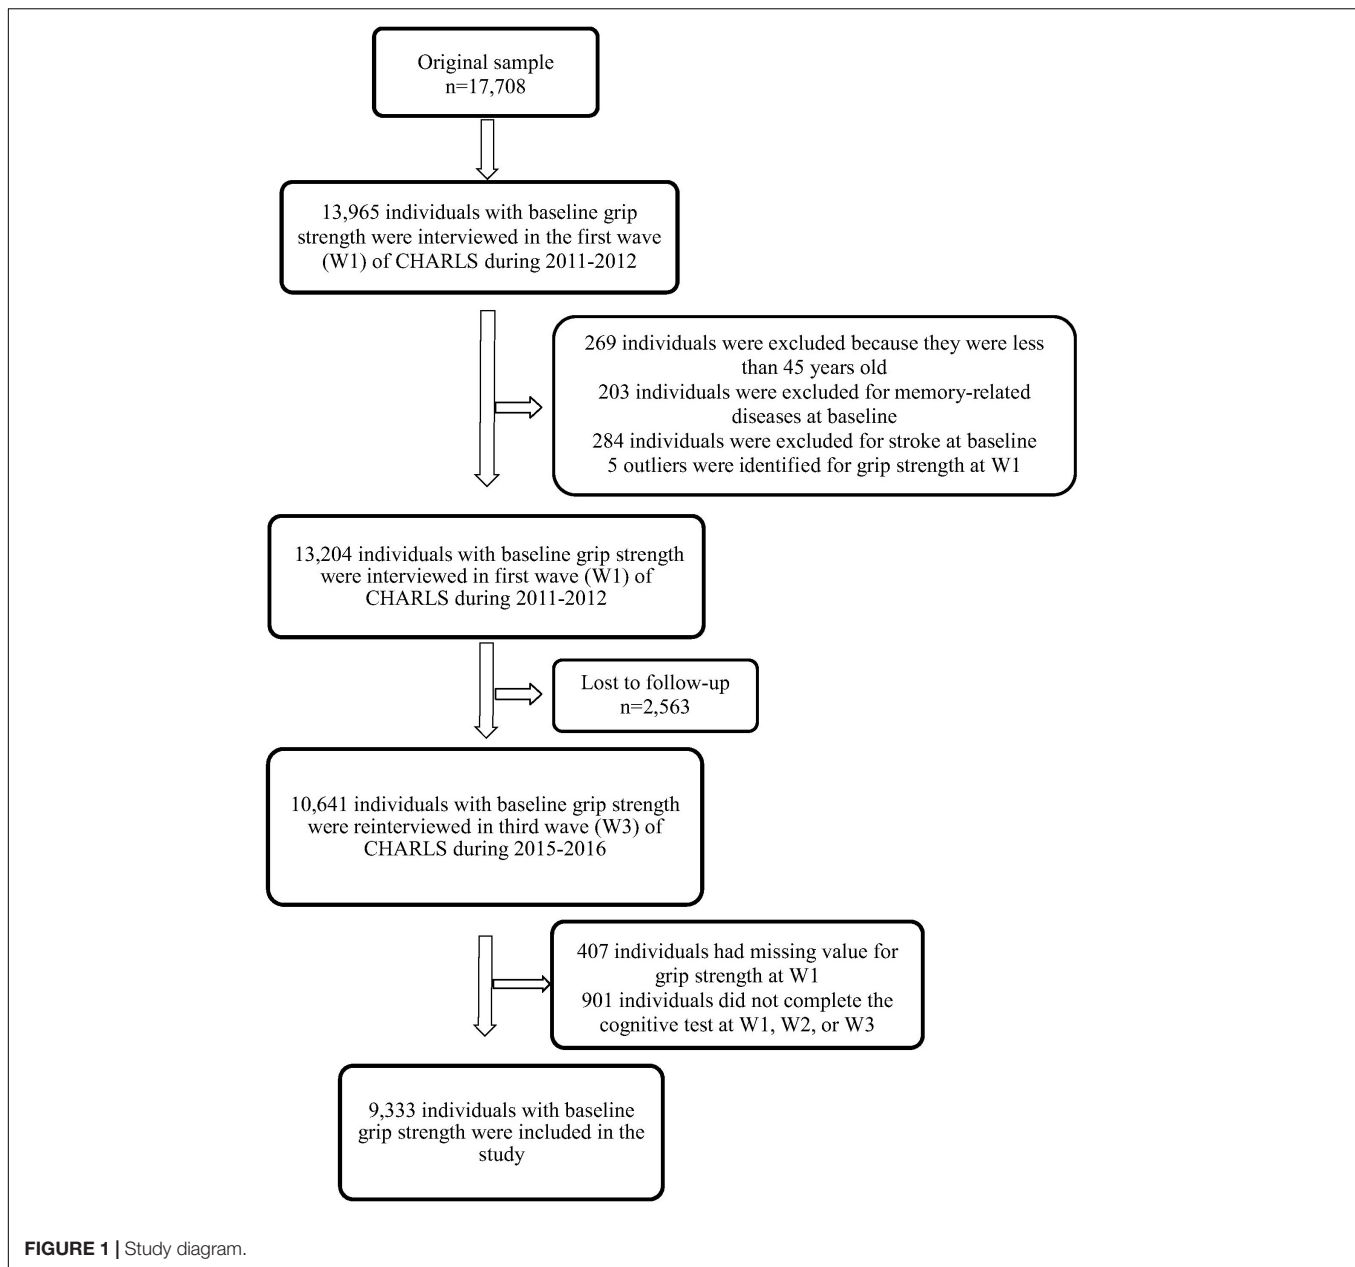 Original sample
n=17,708
13,965 individuals with baseline grip
strength were interviewed in the first wave
(W1) of CHARLS during 2011-2012
269 individuals were excluded because they were less
than 45 years old
203 individuals were excluded for memory-related
diseases at baseline
284 individuals were excluded for stroke at baseline
5 outliers were identified for grip strength at W1
13,204 individuals with baseline grip strength
were interviewed in first wave (W1) of
CHARLS during 2011-2012
Lost to follow-up
n=2,563
10,641 individuals with baseline grip strength
were reinterviewed in third wave (W3) of
CHARLS during 2015-2016
407 individuals had missing value for
grip strength at W1
901 individuals did not complete the
cognitive test at W1, W2, or W3
9,333 individuals with baseline
grip strength were included in the
study
FIGURE 1 | Study diagram.